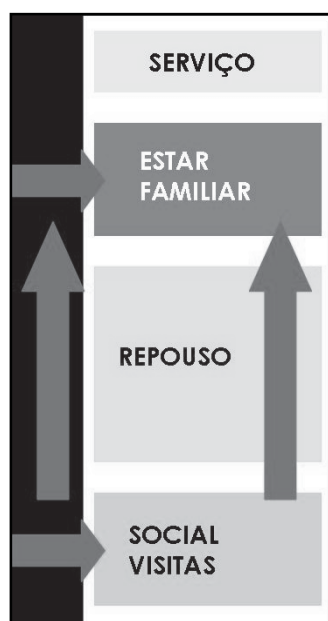 SERVIÇO
ESTAR
FAMILIAR
REPOUSO
SOCIAL
VISITAS